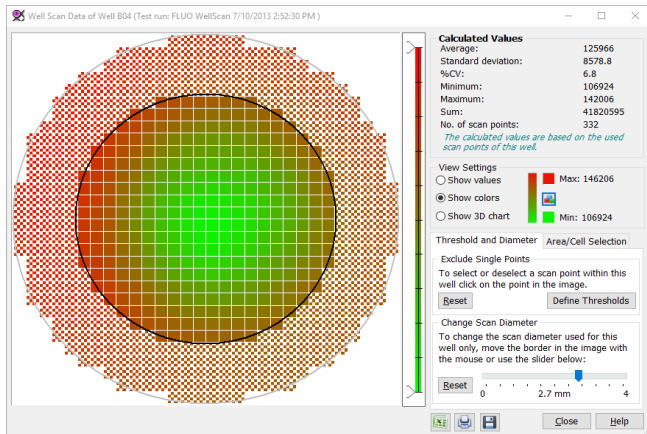 Well Scan Data of Well B04 (Test run: FLUO WellScan 7/10/2013 2:52:30 PM )
Calculated Values
Average: 125966
Standard deviation: 8578.8
%CV: 6.8
Minimum: 106924
Maximum: 142006
Sum: 41820595
No. of scan points: 332
The calculated values are based on the used
scan points of this well.
View Settings
Show values
Show colors
Show 3D chart
Max: 146206
Min: 106924
Threshold and Diameter
Area/Cell Selection
Exclude Single Points
To select or deselect a scan point within this
well click on the point in the image.
Reset
Define Thresholds
Change Scan Diameter
To change the scan diameter used for this
well only, move the border in the image with
the mouse or use the slider below:
Reset
0 2.7 mm 4
Close
Help